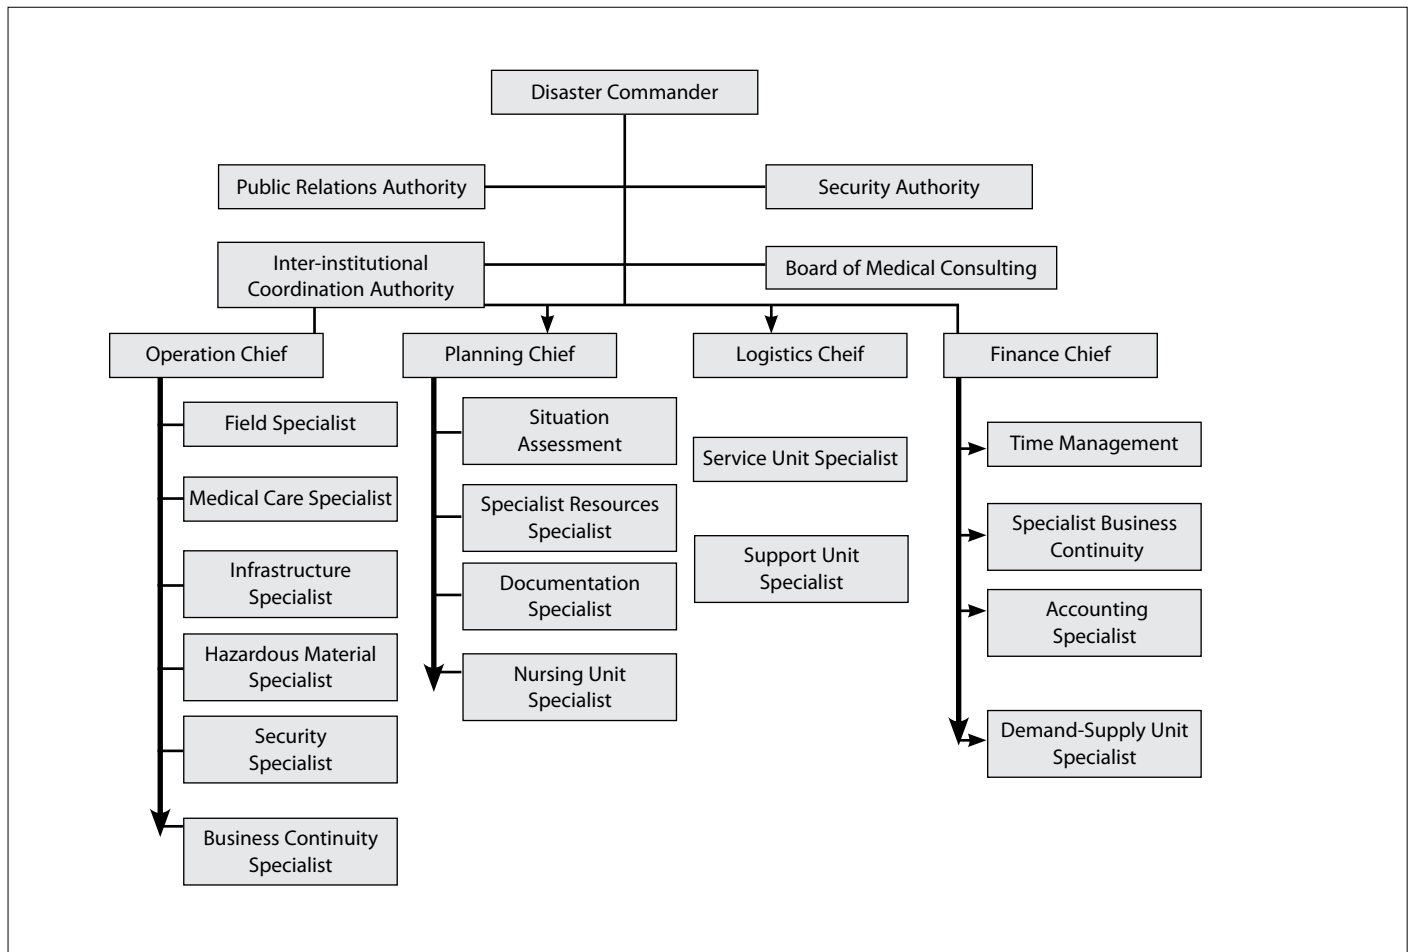 Disaster Commander
Public Relations Authority
Security Authority
Inter-institutional
Coordination Authority
Board of Medical Consulting
Operation Chief
Planning Chief
Logistics Cheif
Finance Chief
Field Specialist
Medical Care Specialist
Infrastructure
Specialist
Hazardous Material
Specialist
Security
Specialist
Business Continuity
Specialist
Situation
Assessment
Specialist Resources
Specialist
Documentation
Specialist
Nursing Unit
Specialist
Service Unit Specialist
Support Unit
Specialist
Time Management
Specialist Business
Continuity
Accounting
Specialist
Demand-Supply Unit
Specialist